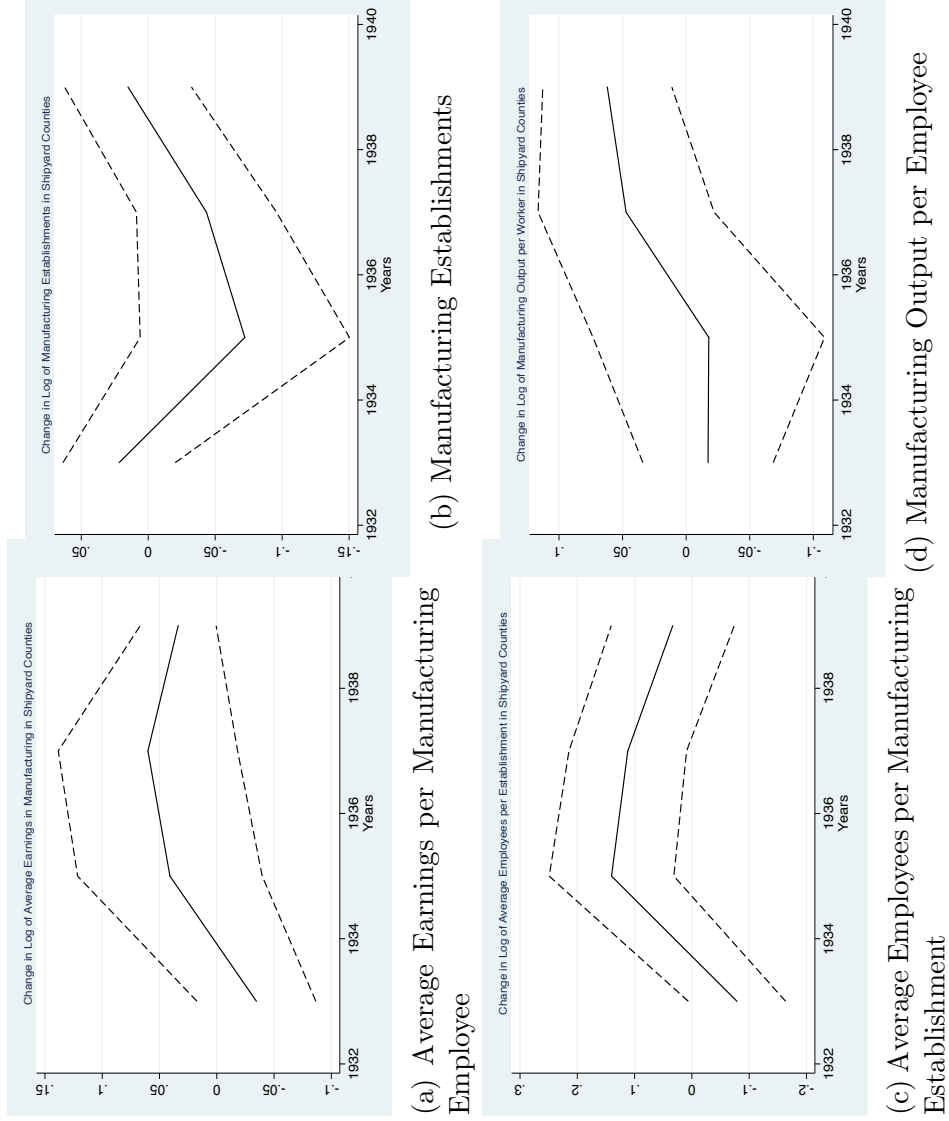 Change in Log of Average Earnings in Manufacturing in Shipyard Counties
.15
.1
.05
0
-.05
-.1
1932
1934
1936
1938
Years
(a) Average Earnings per Manufacturing
Employee
Change in Log of Manufacturing Establishments in Shipyard Counties
.05
0
-.05
-.1
-.15
1932
1934
1936
1938
1940
Years
(b) Manufacturing Establishments
Change in Log of Average Employees per Establishment in Shipyard Counties
.3
.2
.1
0
-.1
-.2
1932
1934
1936
1938
Years
(c) Average Employees per Manufacturing
Establishment
Change in Log of Manufacturing Output per Worker in Shipyard Counties
.1
.05
0
-.05
-.1
1932
1934
1936
1938
1940
Years
(d) Manufacturing Output per Employee